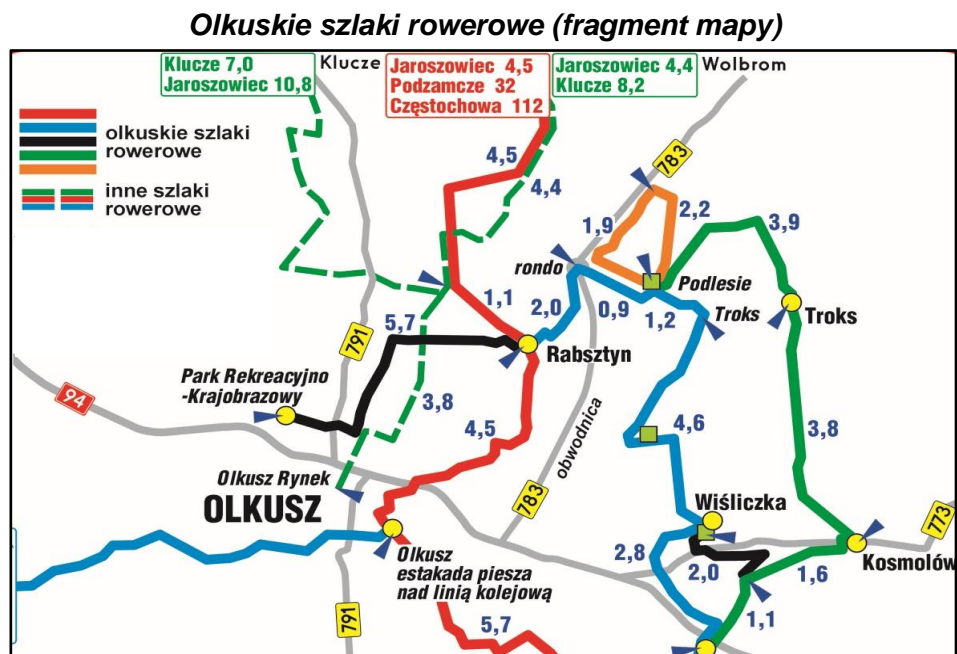 Olkuskie szlaki rowerowe (fragment mapy)
Klucze 7,0
Jaroszowiec 10,8
Klucze
Jaroszowiec 4,5
Podzamcze 32
Częstochowa 112
Jaroszowiec 4,4
Klucze 8,2
Wolbrom
olkuskie szlaki
rowerowe
inne szlaki
rowerowe
4,5
4,4
783
1,9
2,2
3,9
rondo
Podlesie
1,1
2,0
0,9
1,2
Troks
Troks
5,7
791
Rabsztyn
Park Rekreacyjno
-Krajobrazowy
94
3,8
4,5
obwodnica
4,6
3,8
Olkusz Rynek
OLKUSZ
783
Wiśliczka
773
Kosmolów
Olkusz
estakada piesza
nad linią kolejową
2,8
2,0
1,6
1,1
791
5,7